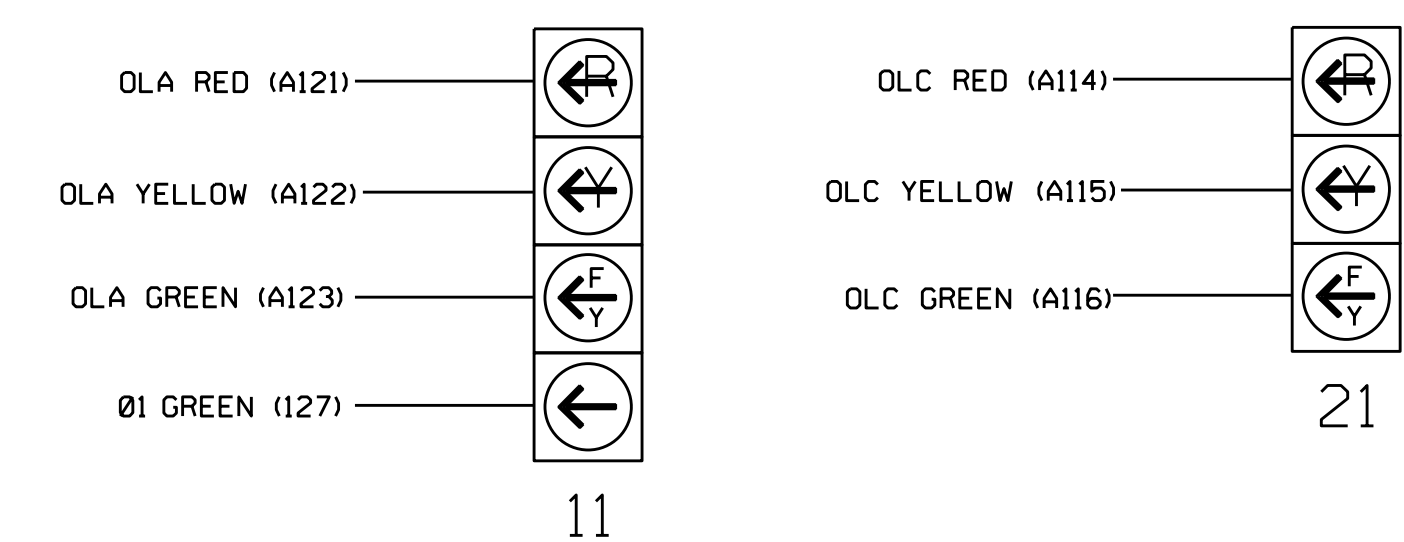 OLA RED (A121)
R
OLA YELLOW (A122)
Y
OLA GREEN (A123)
F
Y
Ø1 GREEN (127)
11
OLC RED (A114)
R
OLC YELLOW (A115)
Y
OLC GREEN (A116)
F
Y
21